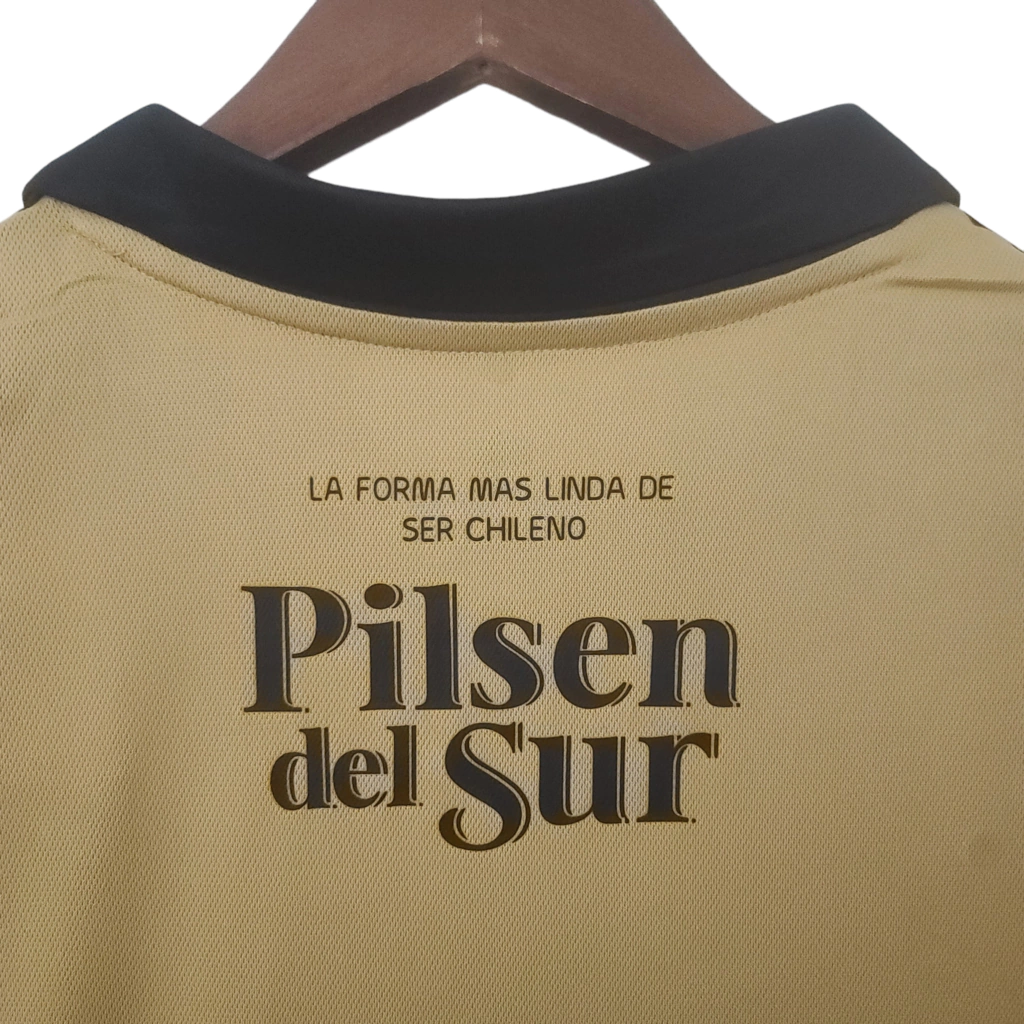 LA FORMA MAS LINDA DE
SER CHILENO
Pilsen
del Sur